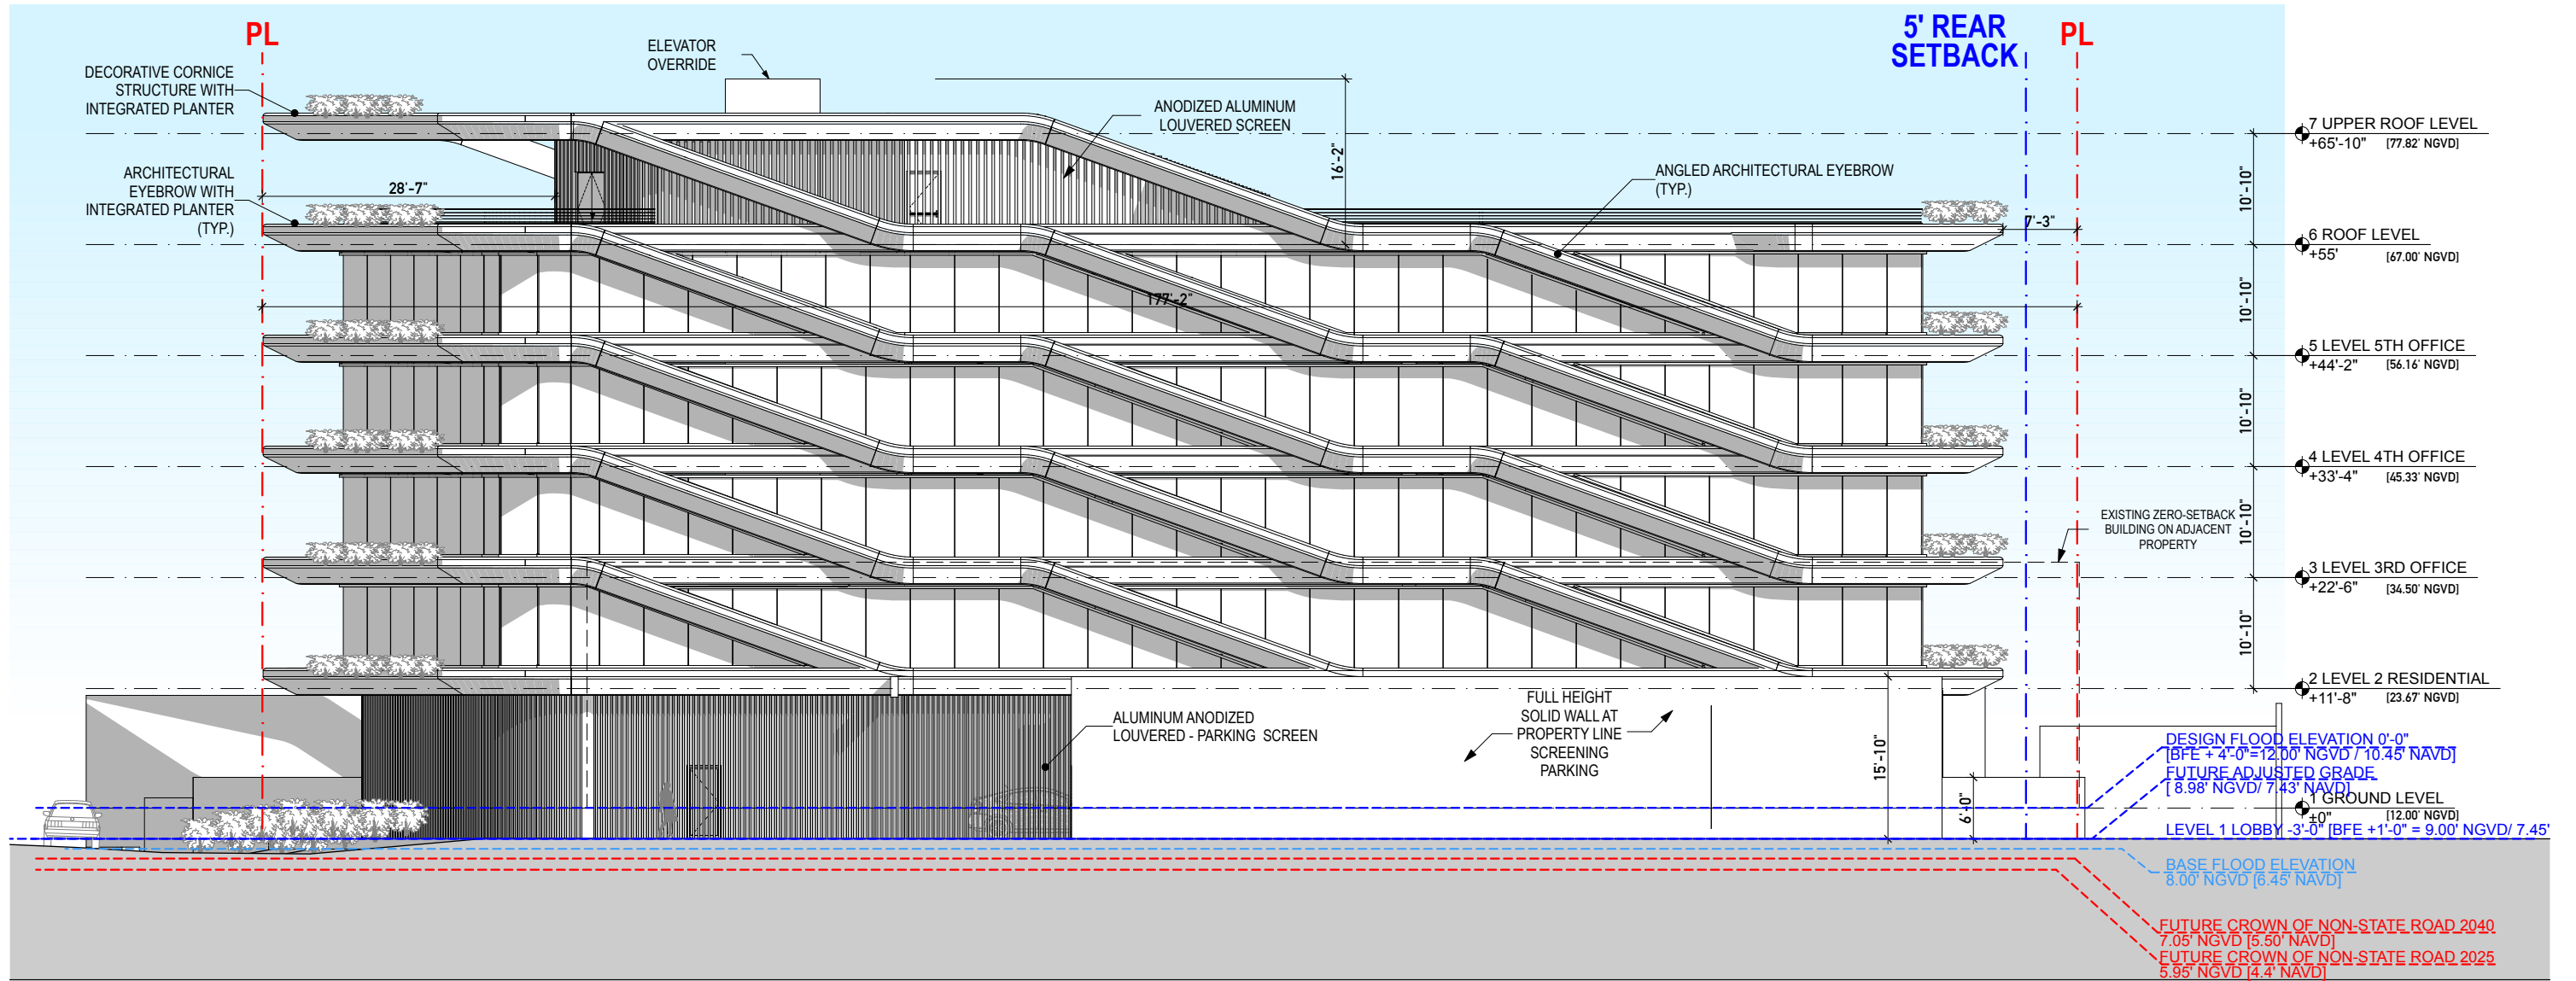 PL
5' REAR
SETBACK
PL
ELEVATOR
OVERRIDE
DECORATIVE CORNICE
STRUCTURE WITH
INTEGRATED PLANTER
ANODIZED ALUMINUM
LOUVERED SCREEN
7 UPPER ROOF LEVEL
+65'-10" [77.82' NGVD]
16'-2"
ARCHITECTURAL
EYEBROW WITH
INTEGRATED PLANTER
(TYP.)
28'-7"
ANGLED ARCHITECTURAL EYEBROW
(TYP.)
10'-10"
7'-3"
6 ROOF LEVEL
+55' [67.00' NGVD]
177'-2"
10'-10"
5 LEVEL 5TH OFFICE
+44'-2" [56.16' NGVD]
10'-10"
4 LEVEL 4TH OFFICE
+33'-4" [45.33' NGVD]
EXISTING ZERO-SETBACK
BUILDING ON ADJACENT
PROPERTY
10'-10"
3 LEVEL 3RD OFFICE
+22'-6" [34.50' NGVD]
10'-10"
2 LEVEL 2 RESIDENTIAL
+11'-8" [23.67' NGVD]
ALUMINUM ANODIZED
LOUVERED - PARKING SCREEN
FULL HEIGHT
SOLID WALL AT
PROPERTY LINE
SCREENING
PARKING
15'-10"
6'-0"
DESIGN FLOOD ELEVATION 0'-0"
[BFE + 4'-0"=12.00' NGVD / 10.45' NAVD]
FUTURE ADJUSTED GRADE
[ 8.98' NGVD/ 7.43' NAVD]
1 GROUND LEVEL
±0" [12.00' NGVD]
LEVEL 1 LOBBY -3'-0" [BFE +1'-0" = 9.00' NGVD/ 7.45'
BASE FLOOD ELEVATION
8.00' NGVD [6.45' NAVD]
FUTURE CROWN OF NON-STATE ROAD 2040
7.05' NGVD [5.50' NAVD]
FUTURE CROWN OF NON-STATE ROAD 2025
5.95' NGVD [4.4' NAVD]